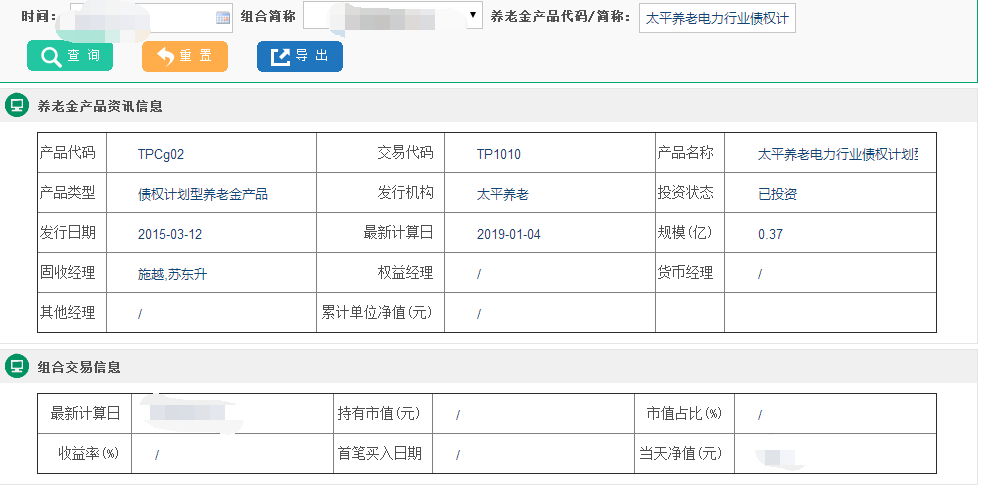 时间： 组合简称 养老金产品代码/简称： 太平养老电力行业债权计
查 询 重 置 导 出
养老金产品资讯信息
产品代码 TPCg02 交易代码 TP1010 产品名称 太平养老电力行业债权计划
产品类型 债权计划型养老金产品 发行机构 太平养老 投资状态 已投资
发行日期 2015-03-12 最新计算日 2019-01-04 规模(亿) 0.37
固收经理 施越,苏东升 权益经理 / 货币经理 /
其他经理 / 累计单位净值(元) /
组合交易信息
最新计算日 持有市值(元) / 市值占比(%) /
收益率(%) / 首笔买入日期 / 当天净值(元)